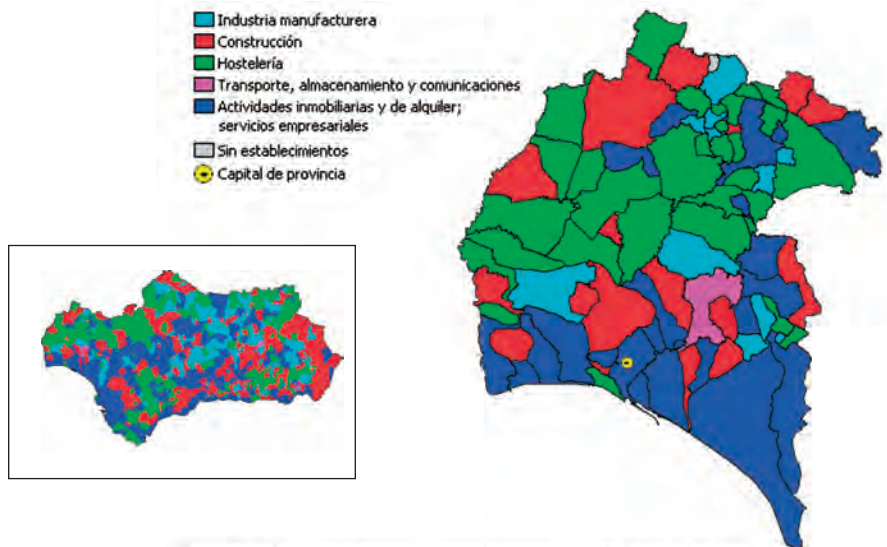 Industria manufacturera
Construcción
Hostelería
Transporte, almacenamiento y comunicaciones
Actividades inmobiliarias y de alquiler;
servicios empresariales
Sin establecimientos
Capital de provincia